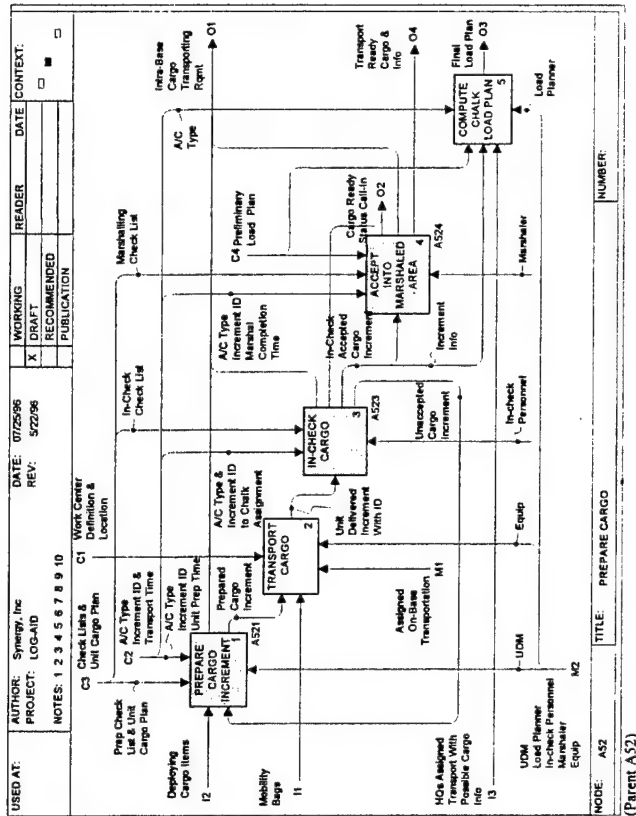 USED AT:
AUTHOR: Synergy, Inc
PROJECT: LOG-AID
NOTES: 1 2 3 4 5 6 7 8 9 10
DATE: 07/25/96
REV: 5/22/98
WORKING
X DRAFT
RECOMMENDED
PUBLICATION
READER
DATE
CONTEXT:
C3
Check Lists &
Unit Cargo Plan
C1
Work Center
Definition &
Location
C2
A/C Type
Increment ID &
Transport Time
Prep Check
List & Unit
Cargo Plan
A/C Type
Increment ID
Unit Prep Time
In-Check
Check List
Marshalling
Check List
A/C Type &
Increment ID
to Chalk
Assignment
A/C Type
Increment ID
Marshal
Completion
Time
C4 Preliminary
Load Plan
A/C
Type
Intra-Base
Cargo
Transporting
Rqmt
O1
Deploying
Cargo Items
I2
PREPARE
CARGO
INCREMENT
1
A521
Prepared
Cargo
Increment
Mobility
Bags
I1
TRANSPORT
CARGO
2
Unit
Delivered
Increment
With ID
IN-CHECK
CARGO
3
A523
In-Check
Accepted
Cargo
Increment
Unaccepted
Cargo
Increment
Increment
Info
ACCEPT
INTO
MARSHALED
AREA
4
A524
Cargo Ready
Status Call-In
O2
Transport
Ready
Cargo &
Info
O4
COMPUTE
CHALK
LOAD PLAN
5
Final
Load Plan
O3
HQs Assigned
Transport With
Possible Cargo
Info
I3
Assigned
On-Base
Transportation
M1
UDM
Equip
In-check
Personnel
Marshaler
Load
Planner
UDM
Load Planner
In-check Personnel
Marshaler
Equip
M2
NODE: A52
TITLE: PREPARE CARGO
NUMBER:
(Parent A52)